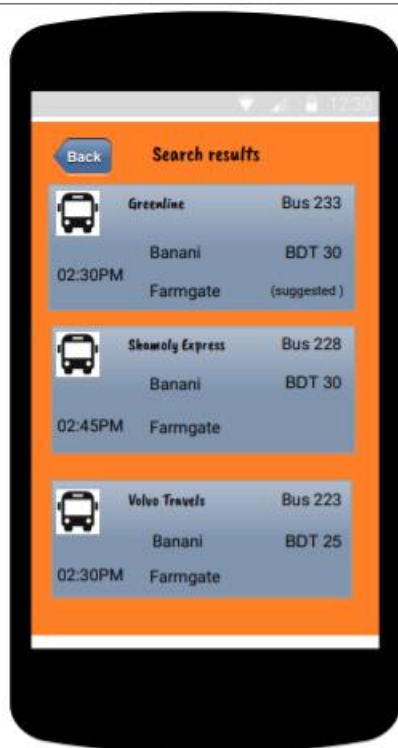 12:30
Back Search results
Greenline Bus 233
Banani BDT 30
02:30PM
Farmgate (suggested )
Shamoly Express Bus 228
Banani BDT 30
02:45PM Farmgate
Volvo Travels Bus 223
Banani BDT 25
02:30PM Farmgate